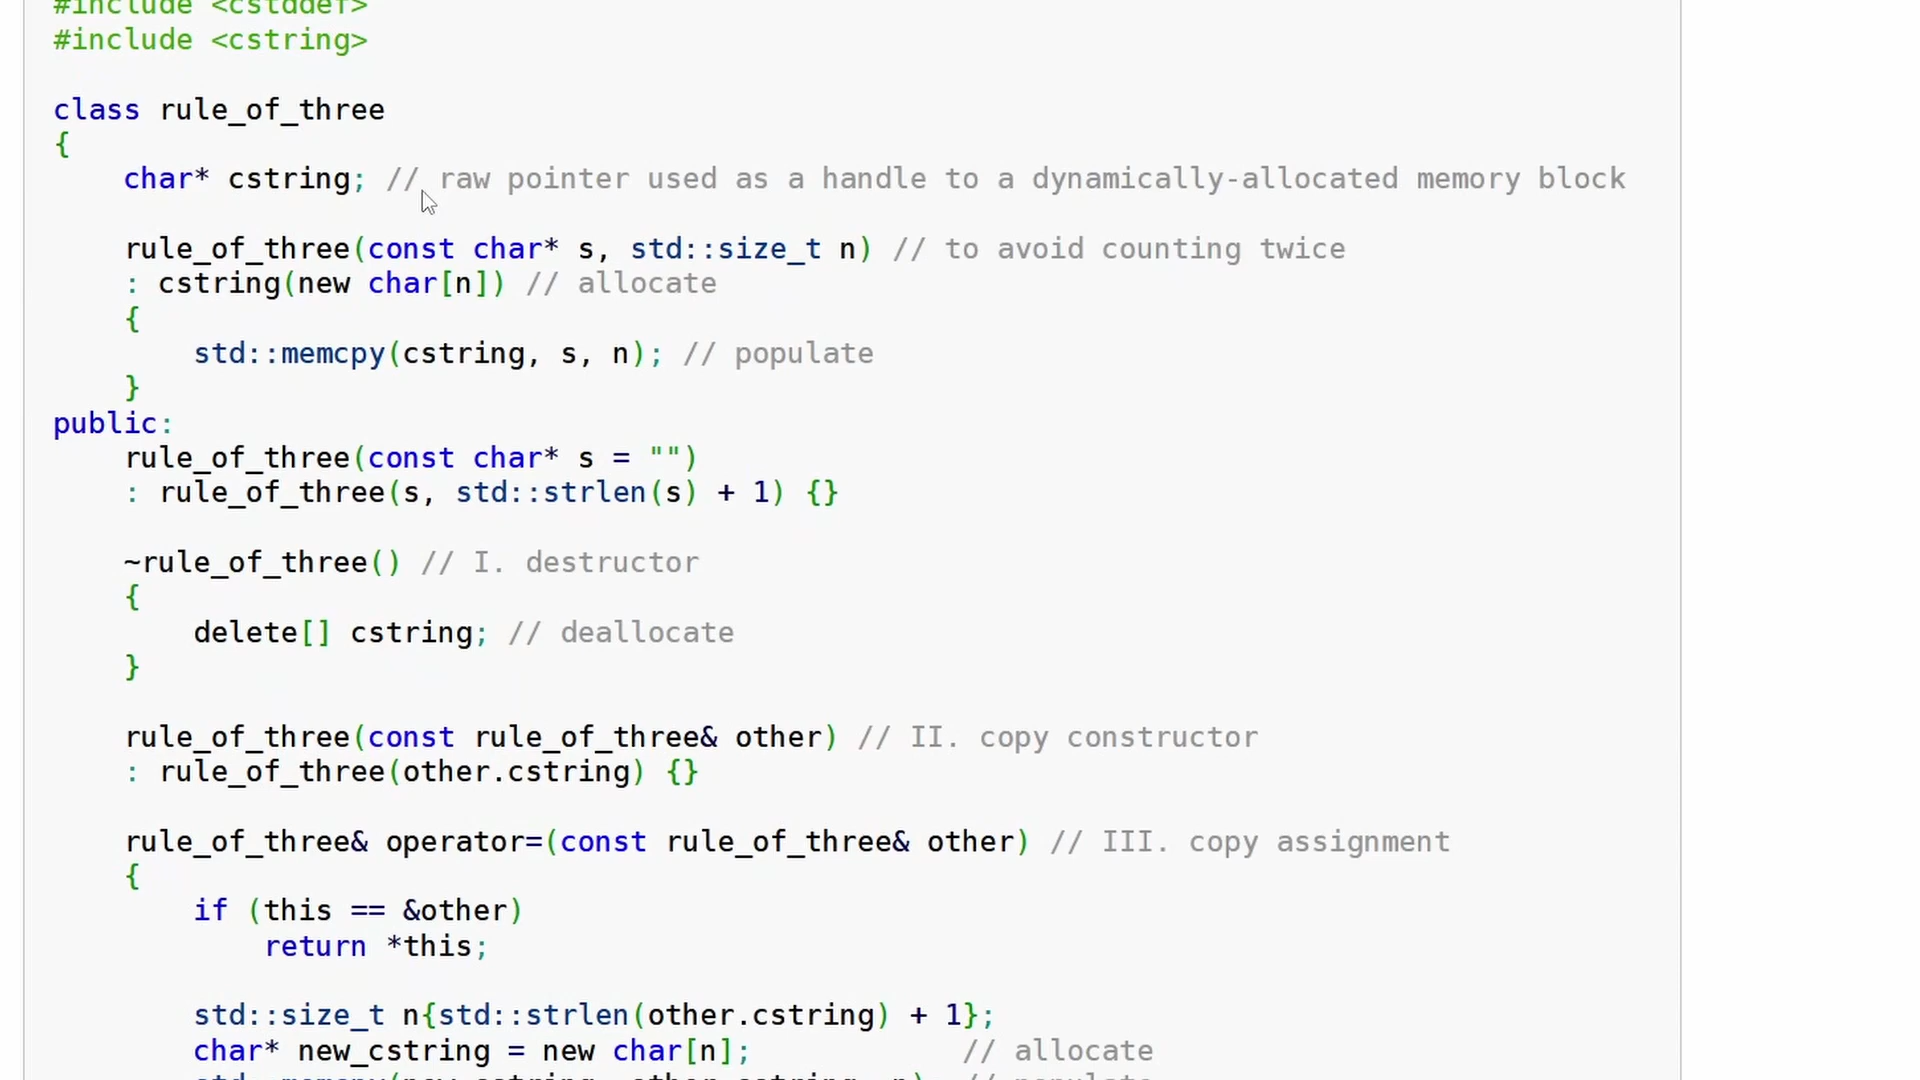 #include <cstddef>
#include <cstring>
class rule_of_three
{
char* cstring; // raw pointer used as a handle to a dynamically-allocated memory block
rule_of_three(const char* s, std::size_t n) // to avoid counting twice
: cstring(new char[n]) // allocate
{
std::memcpy(cstring, s, n); // populate
}
public:
rule_of_three(const char* s = "")
: rule_of_three(s, std::strlen(s) + 1) {}
~rule_of_three() // I. destructor
{
delete[] cstring; // deallocate
}
rule_of_three(const rule_of_three& other) // II. copy constructor
: rule_of_three(other.cstring) {}
rule_of_three& operator=(const rule_of_three& other) // III. copy assignment
{
if (this == &other)
return *this;
std::size_t n{std::strlen(other.cstring) + 1};
char* new_cstring = new char[n]; // allocate